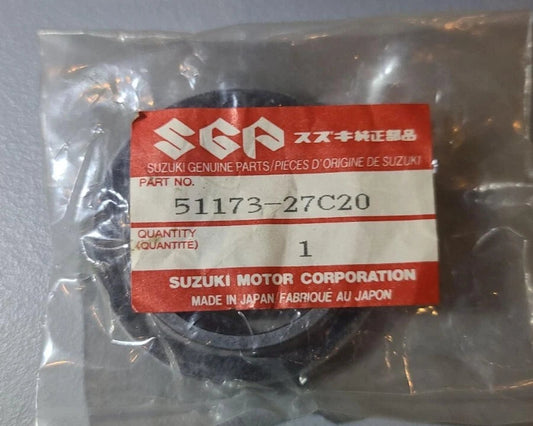 SGP スズキ純正部品
SUZUKI GENUINE PARTS/PIECES D'ORIGINE DE SUZUKI
PART NO.
51173-27C20
QUANTITY
(QUANTITE)
1
SUZUKI MOTOR CORPORATION
MADE IN JAPAN/FABRIQUE AU JAPON